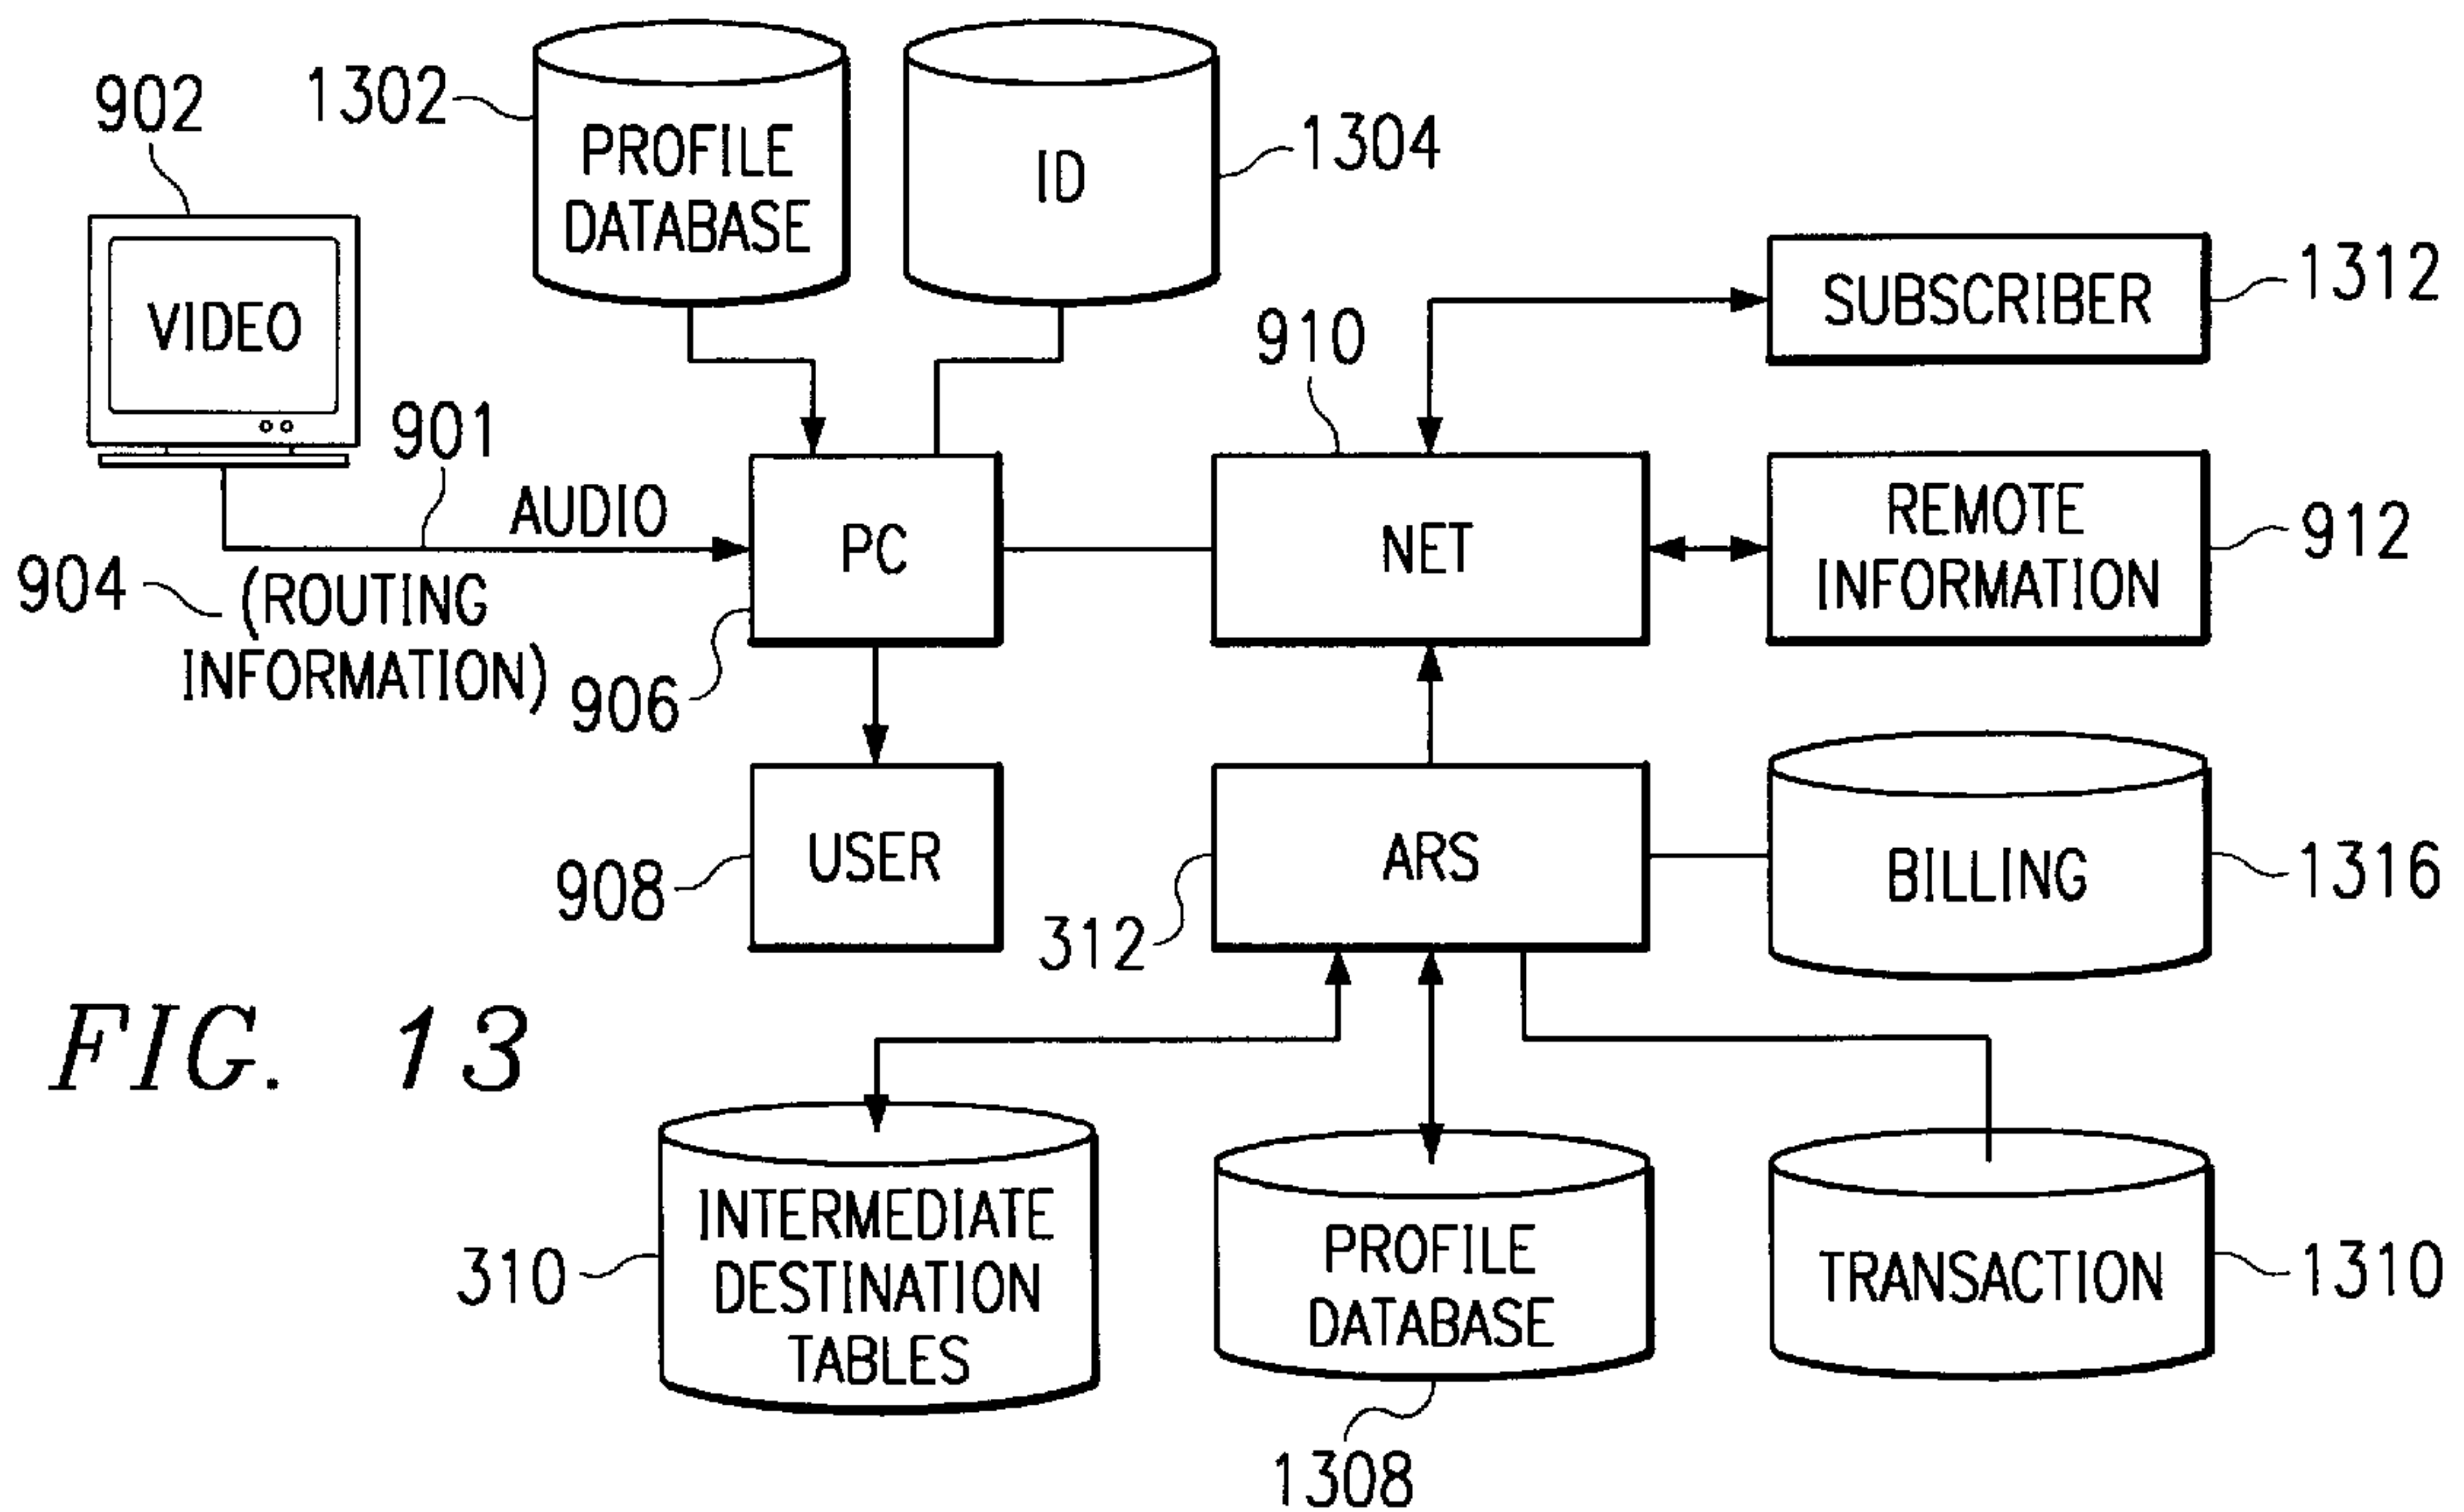 902
1302
PROFILE
DATABASE
ID
1304
VIDEO
SUBSCRIBER
1312
910
901
AUDIO
904
(ROUTING
INFORMATION)
906
PC
NET
REMOTE
INFORMATION
912
USER
908
ARS
312
BILLING
1316
FIG. 13
INTERMEDIATE
DESTINATION
TABLES
310
PROFILE
DATABASE
1308
TRANSACTION
1310